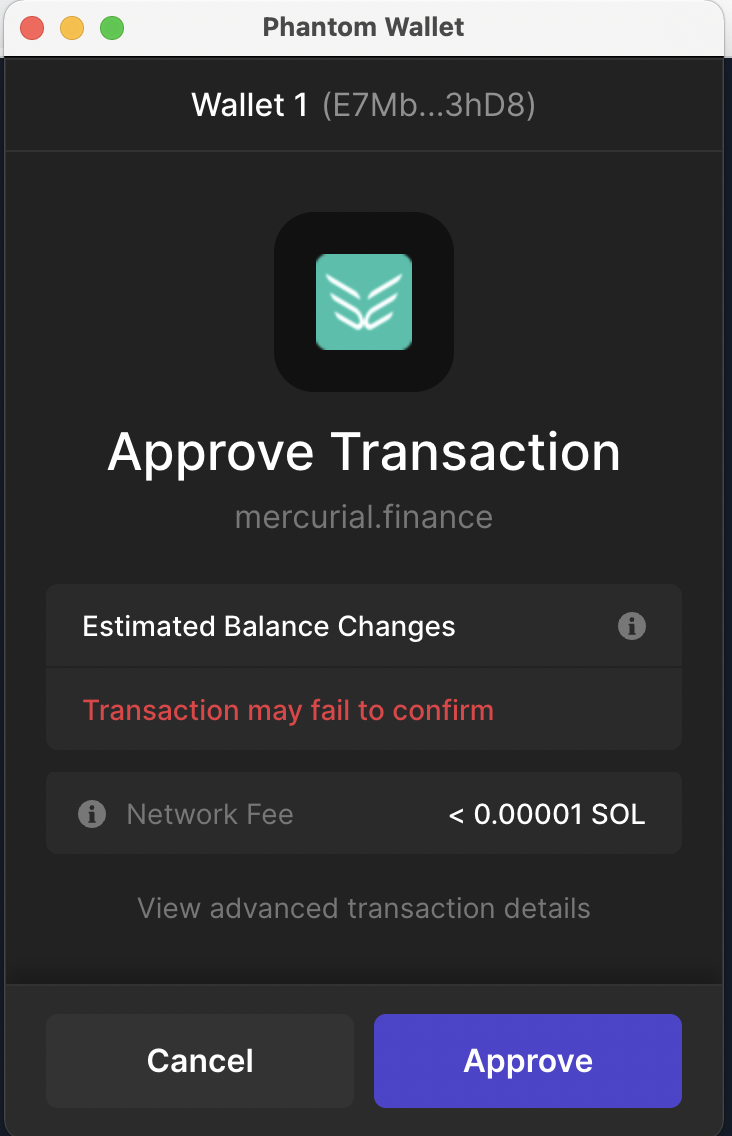 Phantom Wallet
Wallet 1 (E7Mb...3hD8)
Approve Transaction
mercurial.finance
Estimated Balance Changes
Transaction may fail to confirm
Network Fee < 0.00001 SOL
View advanced transaction details
Cancel Approve